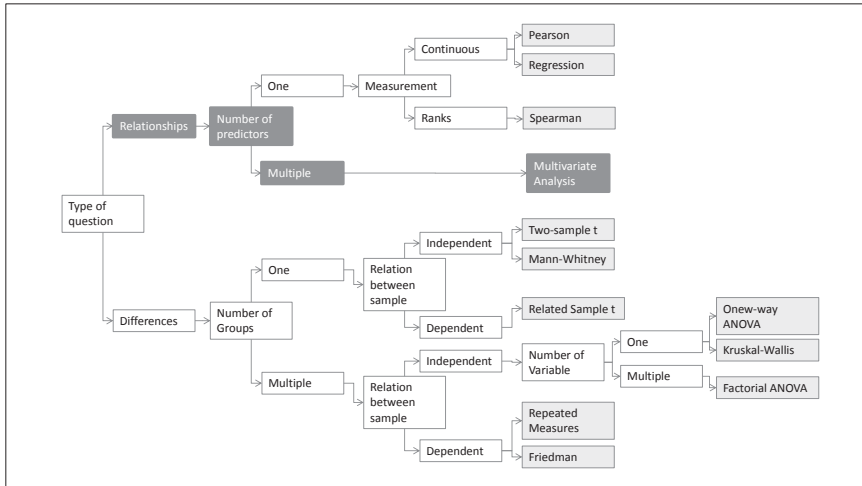 Pearson
Continuous
Regression
One
Measurement
Ranks
Spearman
Relationships
Number of
predictors
Multiple
Multivariate
Analysis
Type of
question
Two-sample t
Independent
Mann-Whitney
One
Relation
between
sample
Related Sample t
Dependent
Differences
Number of
Groups
Onew-way
ANOVA
One
Independent
Number of
Variable
Kruskal-Wallis
Multiple
Relation
between
sample
Multiple
Factorial ANOVA
Repeated
Measures
Dependent
Friedman